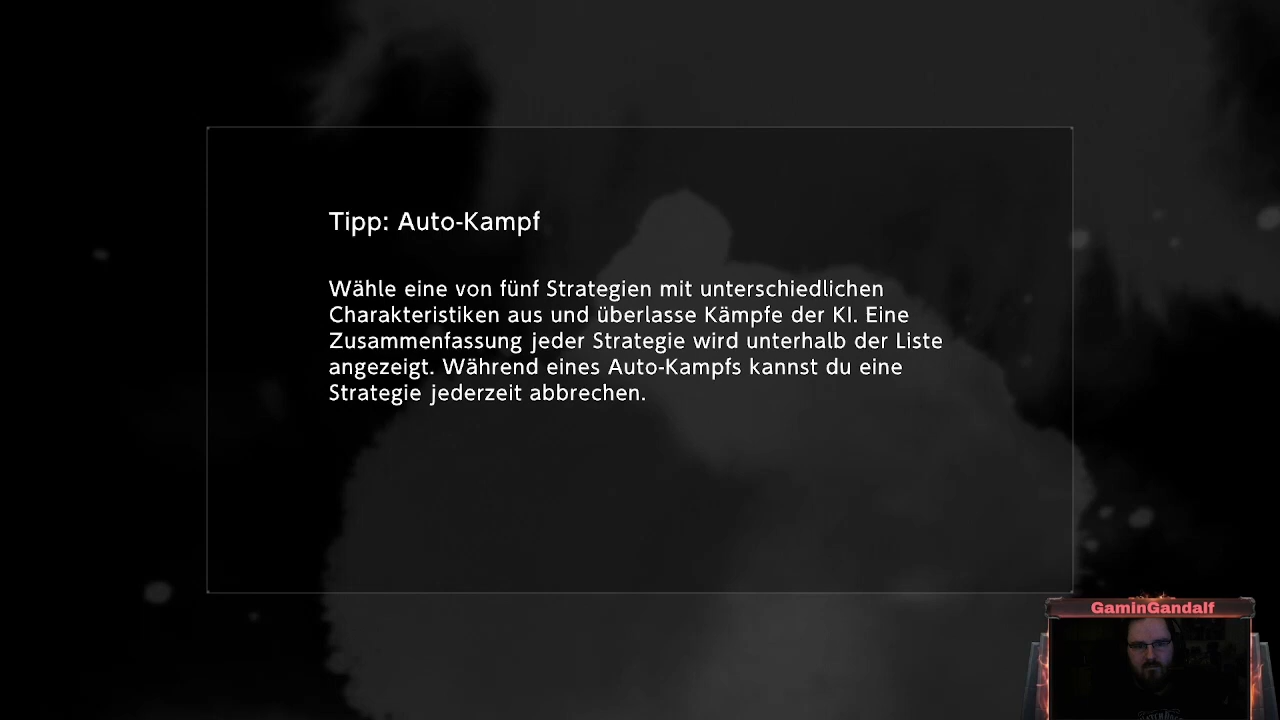 Tipp: Auto-Kampf
Wähle eine von fünf Strategien mit unterschiedlichen
Charakteristiken aus und überlasse Kämpfe der KI. Eine
Zusammenfassung jeder Strategie wird unterhalb der Liste
angezeigt. Während eines Auto-Kampfs kannst du eine
Strategie jederzeit abbrechen.
GaminGandalf